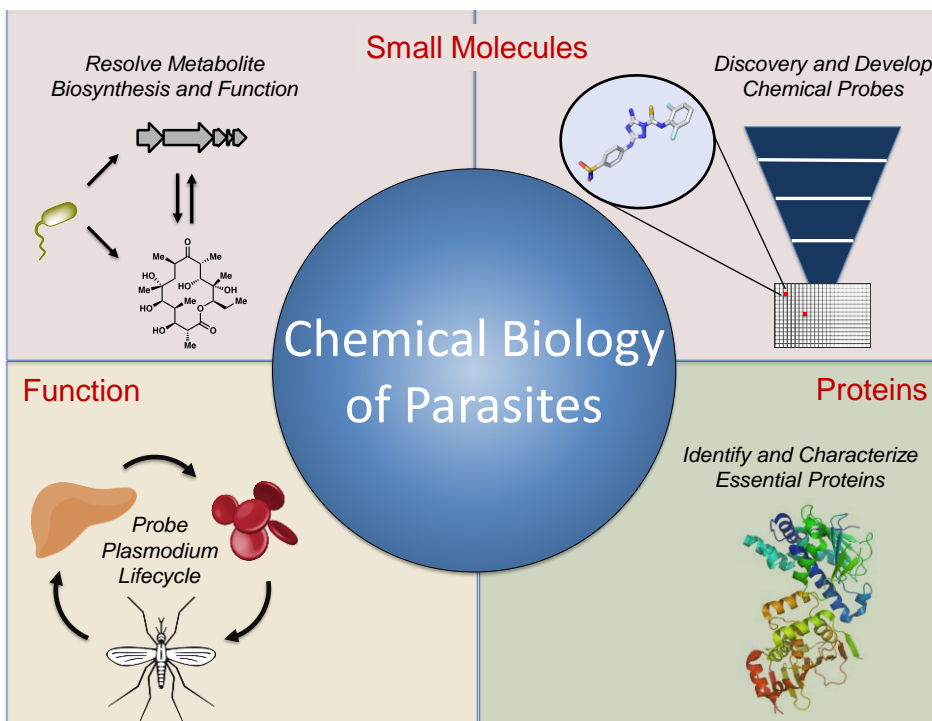 Small Molecules
Resolve Metabolite
Biosynthesis and Function
Discovery and Develop
Chemical Probes
O
Me
Me
HO
Me
Me
HO
OH
HO
Me
O
Me
HO
O
Me
Chemical Biology
of Parasites
Function
Probe
Plasmodium
Lifecycle
Proteins
Identify and Characterize
Essential Proteins